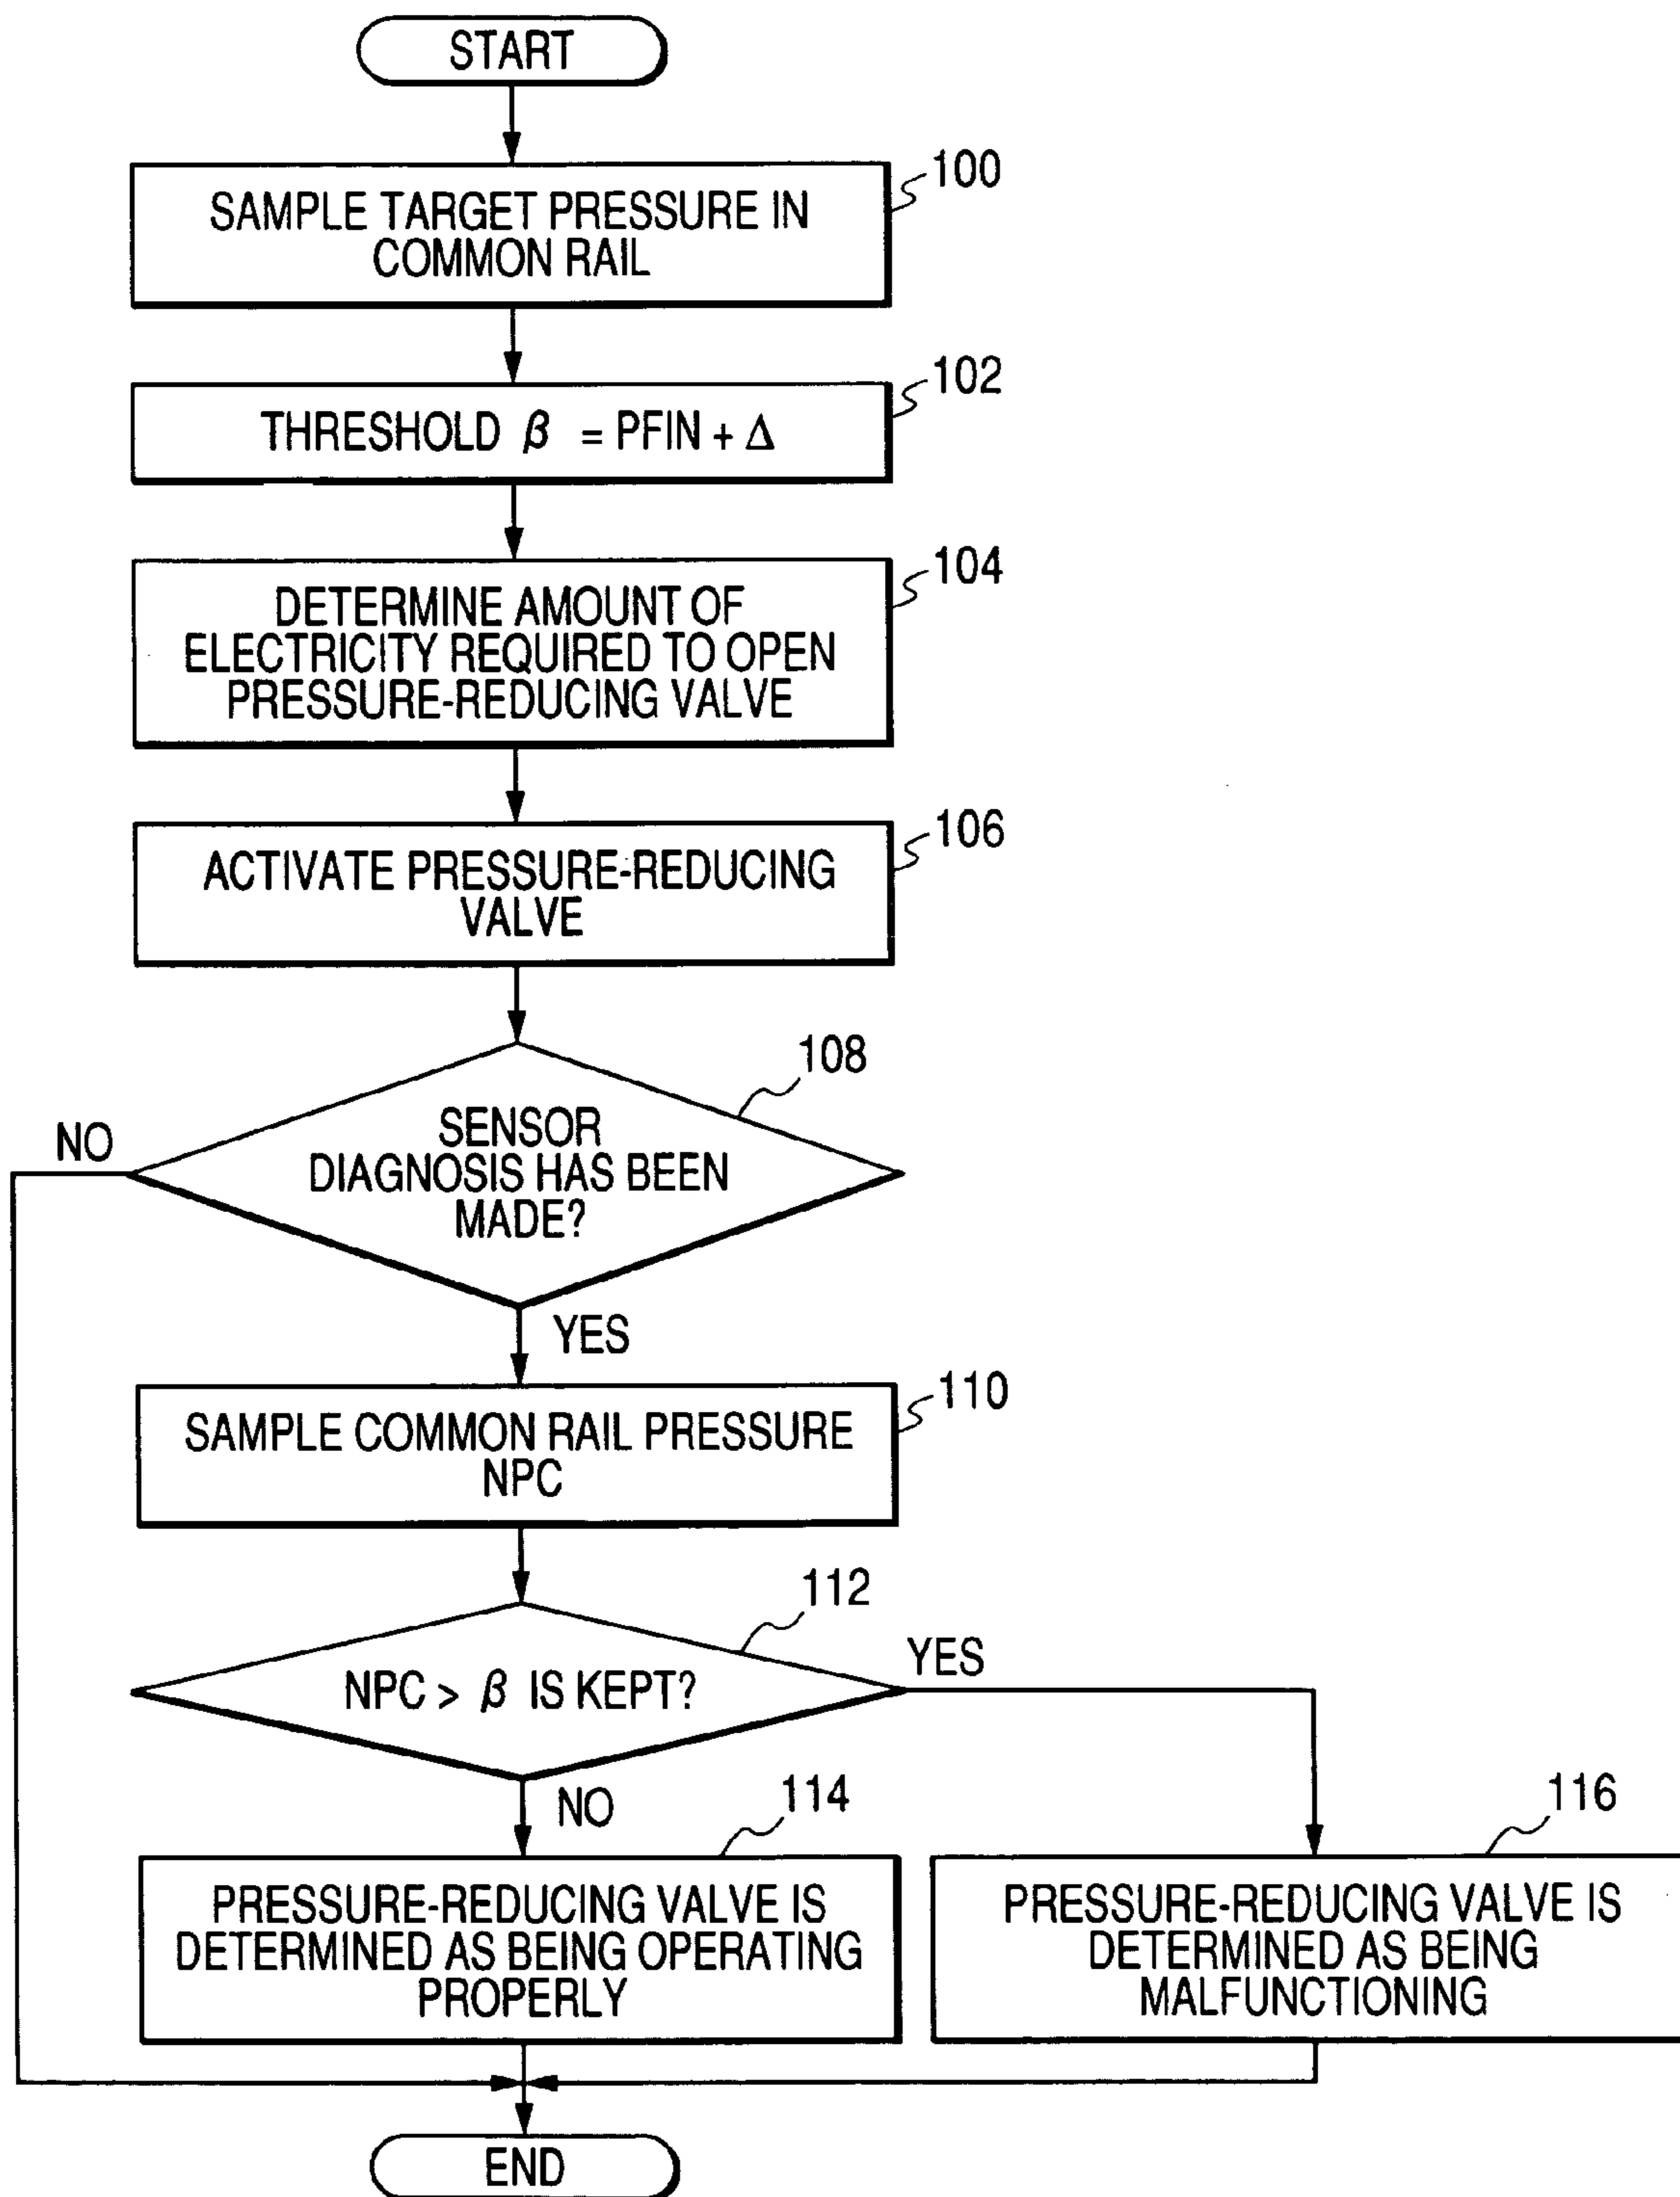 START
100
SAMPLE TARGET PRESSURE IN
COMMON RAIL
102
THRESHOLD β = PFIN + Δ
104
DETERMINE AMOUNT OF
ELECTRICITY REQUIRED TO OPEN
PRESSURE-REDUCING VALVE
106
ACTIVATE PRESSURE-REDUCING
VALVE
108
NO
SENSOR
DIAGNOSIS HAS BEEN
MADE?
YES
110
SAMPLE COMMON RAIL PRESSURE
NPC
112
YES
NPC > β IS KEPT?
NO
114
116
PRESSURE-REDUCING VALVE IS
DETERMINED AS BEING OPERATING
PROPERLY
PRESSURE-REDUCING VALVE IS
DETERMINED AS BEING
MALFUNCTIONING
END